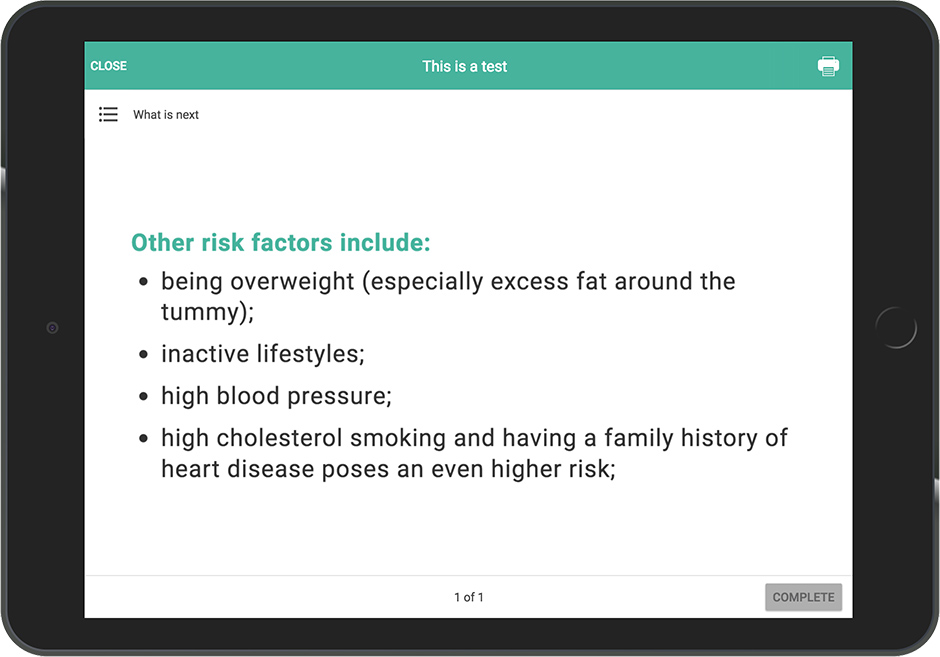 CLOSE
This is a test
What is next
Other risk factors include:
• being overweight (especially excess fat around the
tummy);
• inactive lifestyles;
• high blood pressure;
• high cholesterol smoking and having a family history of
heart disease poses an even higher risk;
1 of 1
COMPLETE